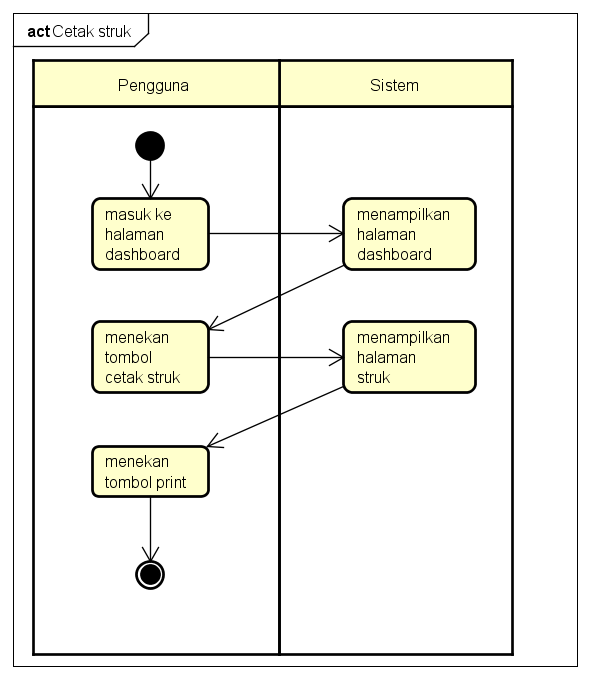 act Cetak struk
Pengguna
Sistem
masuk ke
halaman
dashboard
menampilkan
halaman
dashboard
menekan
tombol
cetak struk
menampilkan
halaman
struk
menekan
tombol print